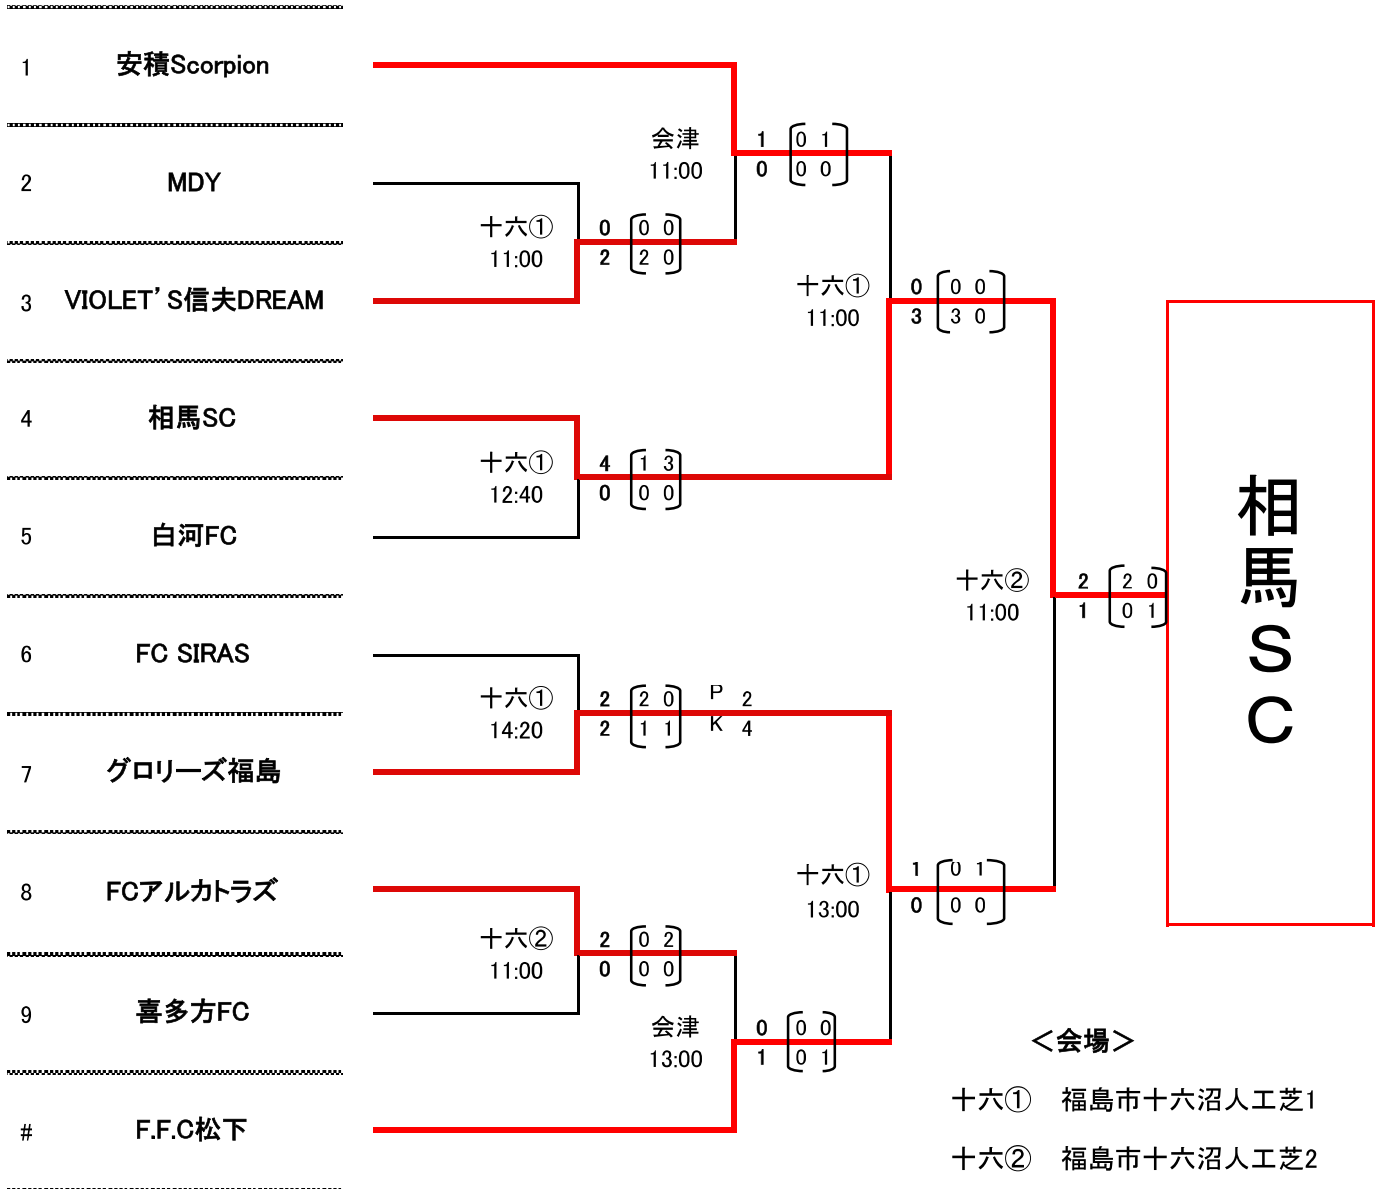 1 安積Scorpion
会津 1 0 1
11:00 0 0 0
2 MDY
十六① 0 0 0
11:00 2 2 0
十六① 0 0 0
11:00 3 3 0
3 VIOLET'S信夫DREAM
4 相馬SC
十六① 4 1 3
12:40 0 0 0
5 白河FC
十六② 2 2 0
11:00 1 0 1
相馬SC
6 FC SIRAS
十六① 2 2 0 P 2
14:20 2 1 1 K 4
7 グロリーズ福島
十六① 1 0 1
13:00 0 0 0
8 FCアルカトラズ
十六② 2 0 2
11:00 0 0 0
9 喜多方FC
会津 0 0 0
13:00 1 0 1
# F.F.C松下
＜会場＞
十六① 福島市十六沼人工芝1
十六② 福島市十六沼人工芝2